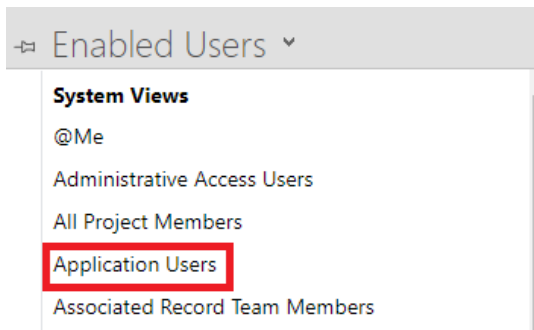 Enabled Users
System Views
@Me
Administrative Access Users
All Project Members
Application Users
Associated Record Team Members